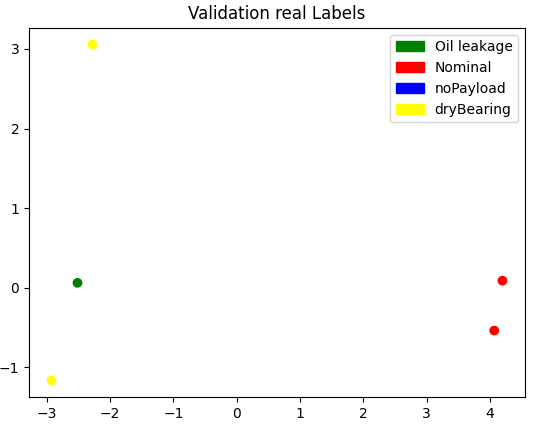 Validation real Labels
Oil leakage
Nominal
noPayload
dryBearing
3
2
1
0
−1
−3
−2
−1
0
1
2
3
4